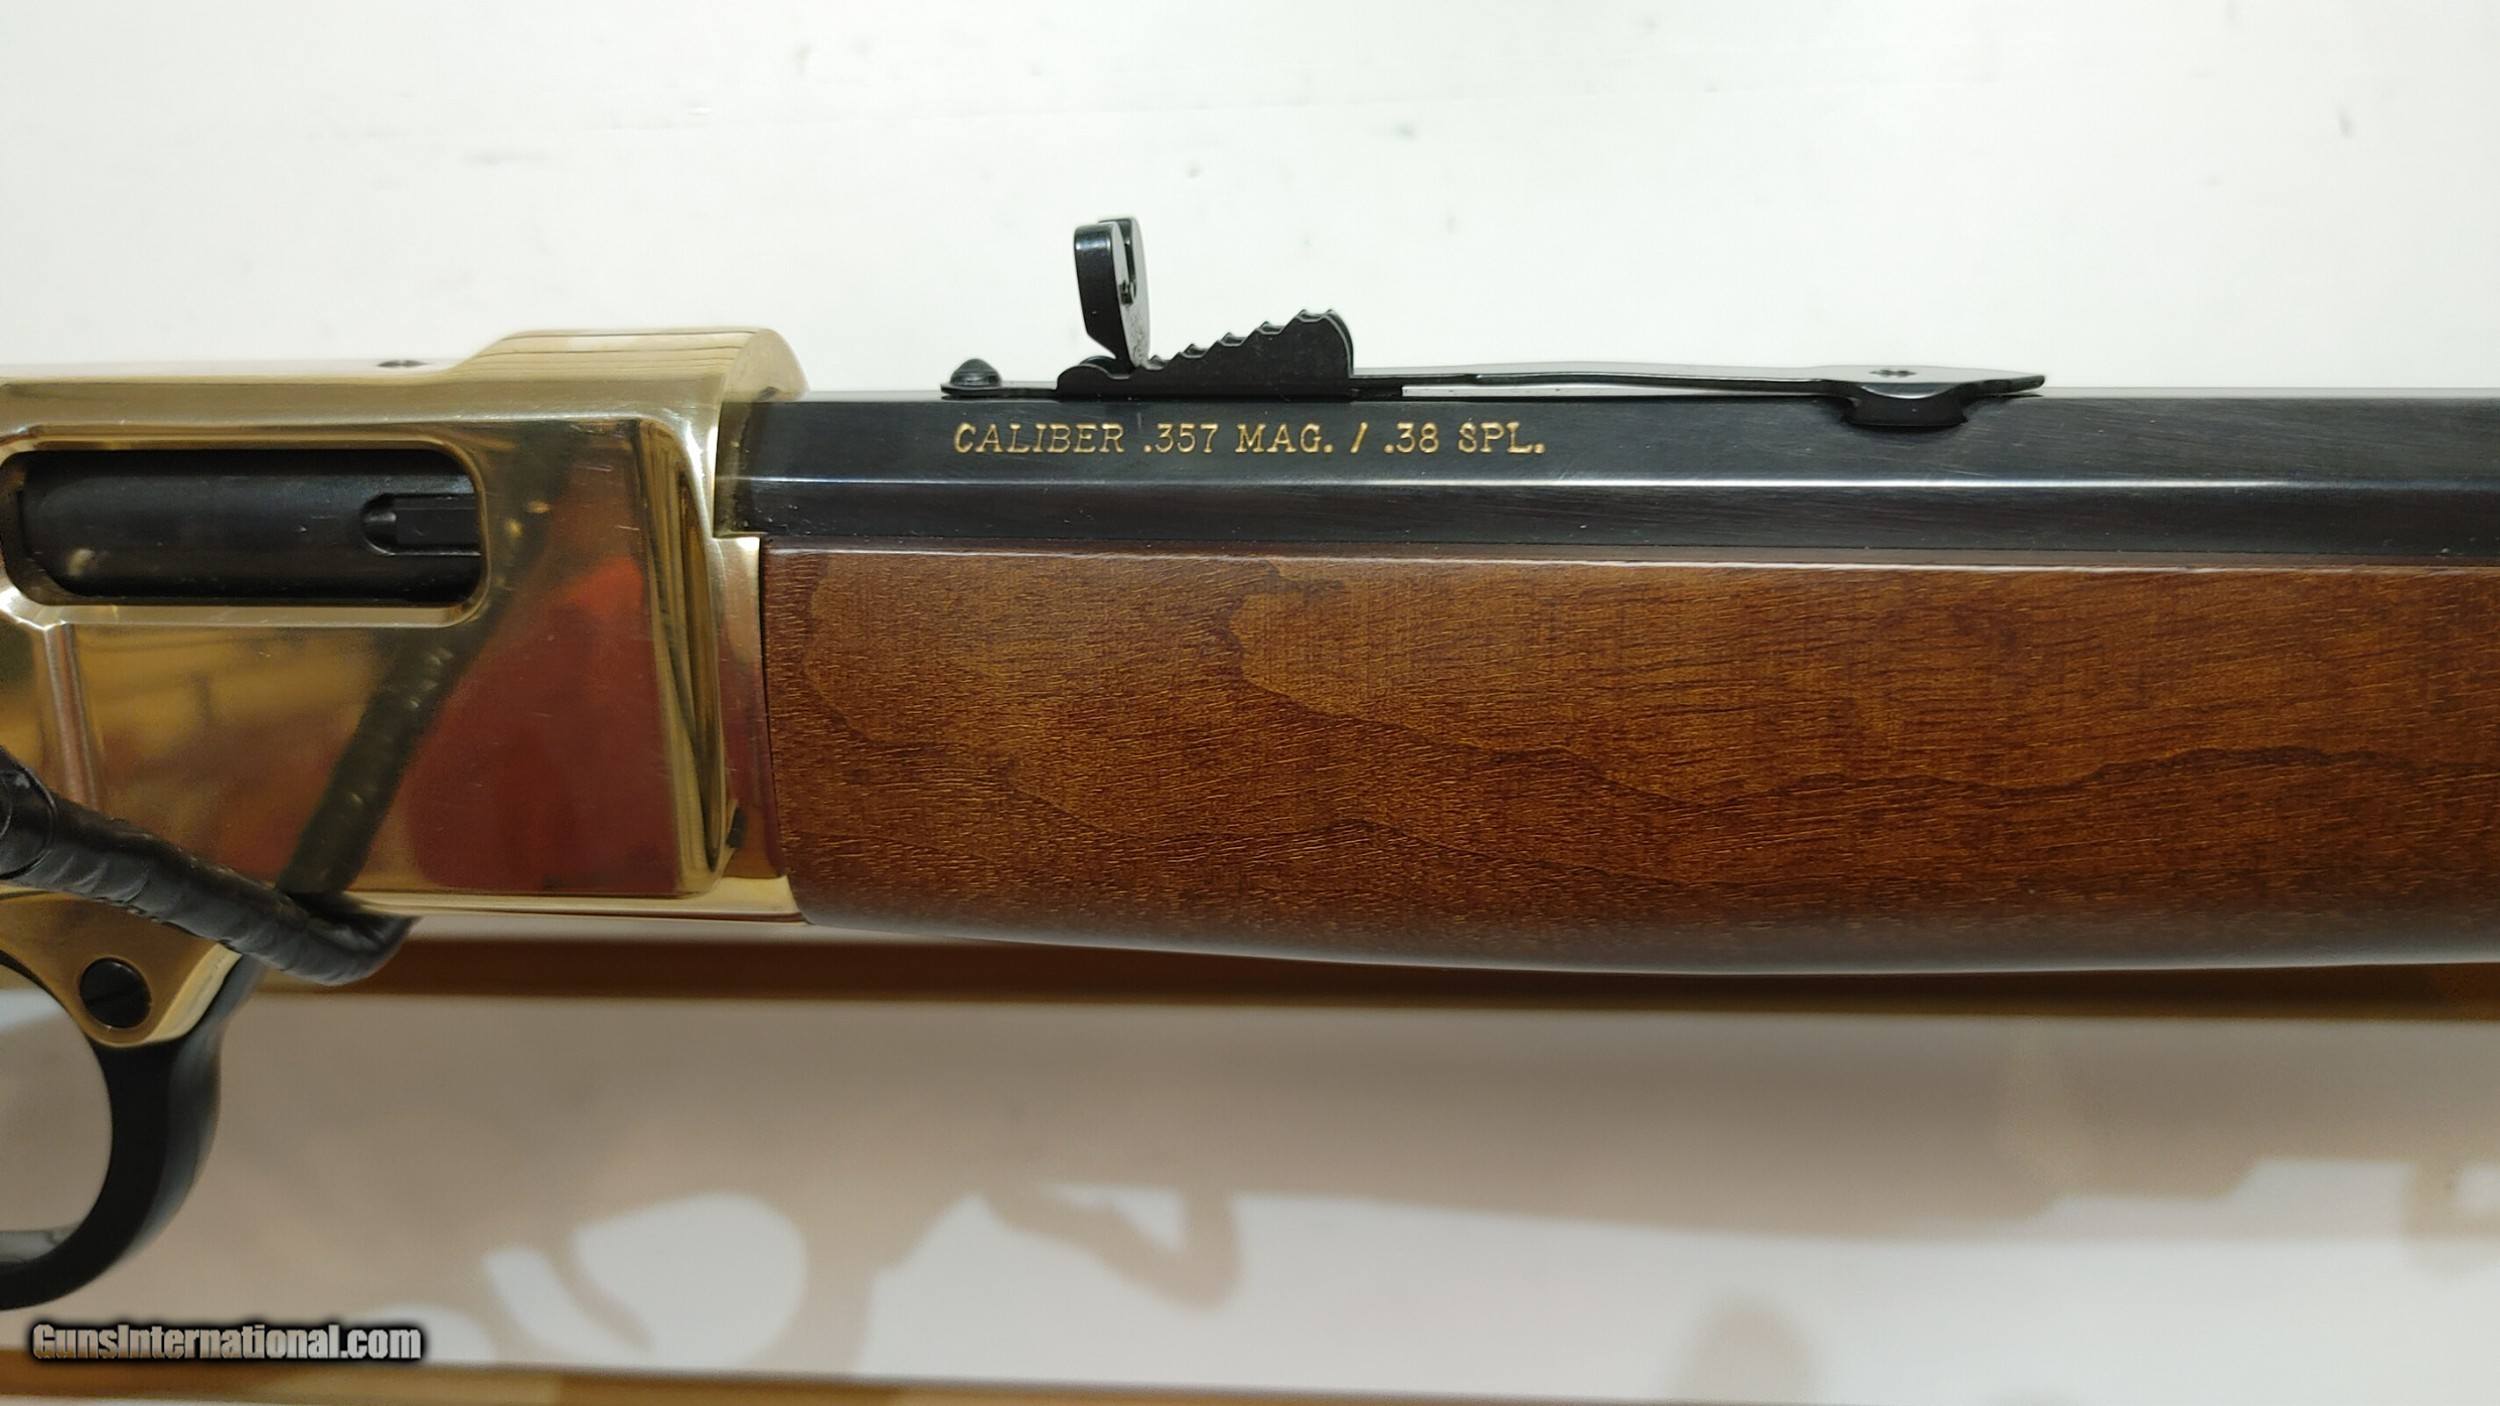 CALIBER .357 MAG. / .38 SPL.
GunsInternational.com